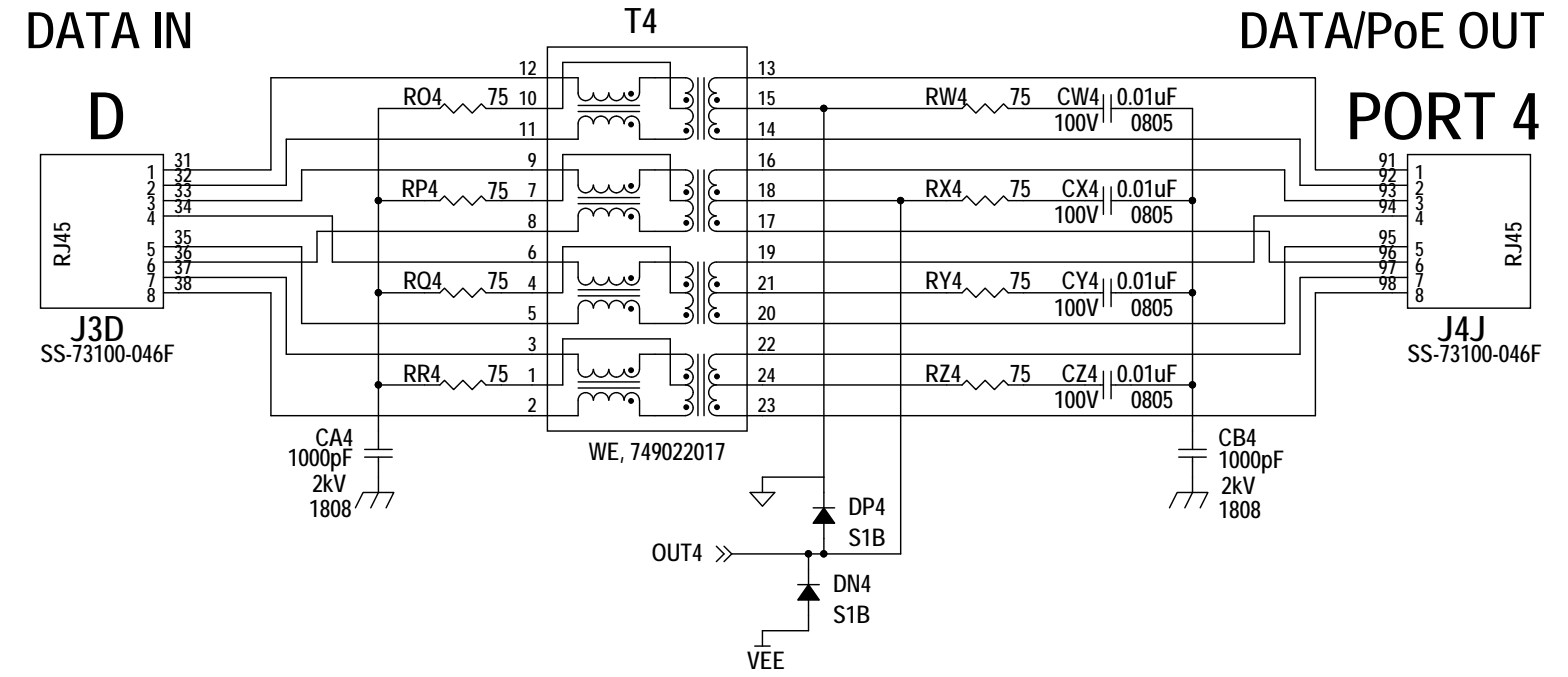 DATA IN
T4
DATA/PoE OUT
D
PORT 4
12
13
RO4 75 10
15 RW4 75 CW4 0.01uF
100V 0805
11
14
31
1
32
2
33
3
34
4
35
5
36
6
37
7
38
8
RJ45
J3D
SS-73100-046F
9
16
RP4 75 7
18 RX4 75 CX4 0.01uF
100V 0805
8
17
6
19
RQ4 75 4
21 RY4 75 CY4 0.01uF
100V 0805
5
20
3
22
RR4 75 1
24 RZ4 75 CZ4 0.01uF
100V 0805
2
23
91
1
92
2
93
3
94
4
95
5
96
6
97
7
98
8
RJ45
J4J
SS-73100-046F
CA4
1000pF
2kV
1808
WE, 749022017
CB4
1000pF
2kV
1808
DP4
S1B
OUT4
DN4
S1B
VEE